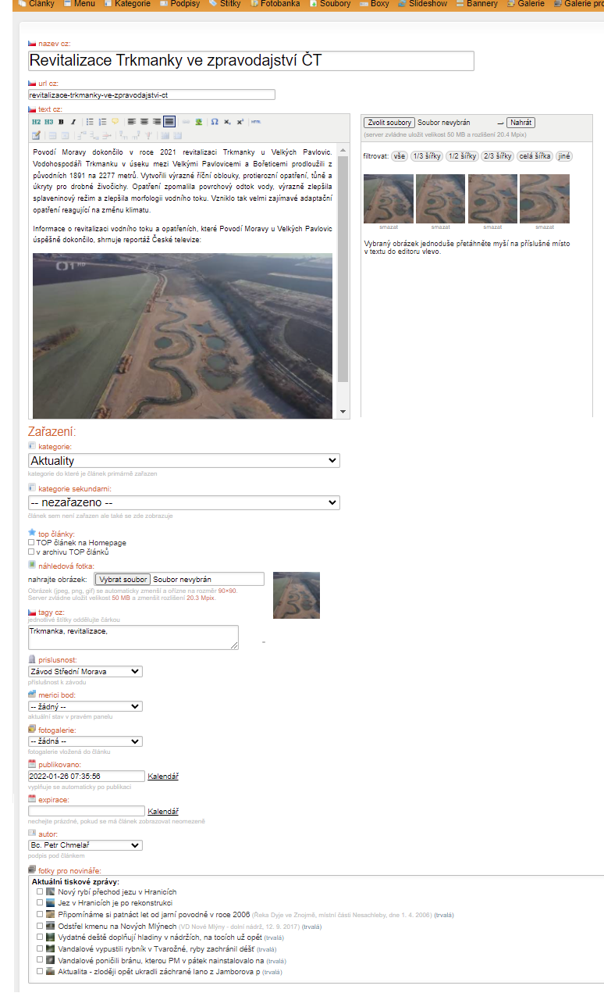 Články Menu Kategorie Podpisy Štítky Fotobanka Soubory Boxy Slideshow Bannery Galerie Galerie pro
nazev cz:
Revitalizace Trkmanky ve zpravodajství ČT
url cz:
revitalizace-trkmanky-ve-zpravodajstvi-ct
text cz:
H2 H3 B I Ω x, x² HTML
Povodí Moravy dokončilo v roce 2021 revitalizaci Trkmanky u Velkých Pavlovic.
Vodohospodáři Trkmanku v úseku mezi Velkými Pavlovicemi a Bořeticemi prodloužili z
původních 1891 na 2277 metrů. Vytvořili výrazné říční oblouky, protierozní opatření, tůně a
úkryty pro drobné živočichy. Opatření zpomalila povrchový odtok vody, výrazně zlepšila
splaveninový režim a zlepšila morfologii vodního toku. Vzniklo tak velmi zajímavé adaptační
opatření reagující na změnu klimatu.
Informace o revitalizaci vodního toku a opatřeních, které Povodí Moravy u Velkých Pavlovic
úspěšně dokončilo, shrnuje reportáž České televize:
Zvolit soubory Soubor nevybrán → Nahrát
(server zvládne uložit velikost 50 MB a rozlišení 20.4 Mpix)
filtrovat: vše 1/3 šířky 1/2 šířky 2/3 šířky celá šířka jiné
smazat smazat smazat smazat
Vybraný obrázek jednoduše přetáhněte myší na příslušné místo
v textu do editoru vlevo.
Zařazení:
kategorie:
Aktuality
kategorie do které je článek primárně zařazen
kategorie sekundarni:
-- nezařazeno --
článek sem není zařazen ale také se zde zobrazuje
top články:
TOP článek na Homepage
v archivu TOP článků
náhledová fotka:
nahrajte obrázek: Vybrat soubor Soubor nevybrán
Obrázek (jpeg, png, gif) se automaticky zmenší a ořízne na rozměr 90×90.
Server zvládne uložit velikost 50 MB a zmenšit rozlišení 20.3 Mpix.
tagy cz:
jednotlivé štítky oddělujte čárkou
Trkmanka, revitalizace,
prislusnost:
Závod Střední Morava
příslušnost k závodu
merici bod:
-- žádný --
aktuální stav v pravém panelu
fotogalerie:
-- žádná --
fotogalerie vložená do článku
publikovano:
2022-01-26 07:35:56 Kalendář
vyplňuje se automaticky po publikaci
expirace:
Kalendář
nechejte prázdné, pokud se má článek zobrazovat neomezeně
autor:
Bc. Petr Chmelař
podpis pod článkem
fotky pro novináře:
Aktuální tiskové zprávy:
Nový rybí přechod jezu v Hranicích
Jez v Hranicích je po rekonstrukci
Připomínáme si patnáct let od jarní povodně v roce 2006 (Řeka Dyje ve Znojmě, místní části Nesachleby, dne 1. 4. 2006) (trvalá)
Odstřel kmenu na Nových Mlýnech (VD Nové Mlýny - dolní nádrž, 12. 9. 2017) (trvalá)
Vydatné deště doplňují hladiny v nádržích, na tocích už opět (trvalá)
Vandalové vypustili rybník v Tvarožné, ryby zachránil déšť (trvalá)
Vandalové poničili bránu, kterou PM v pátek nainstalovalo na (trvalá)
Aktualita - zloději opět ukradli záchrané lano z Jamborova p (trvalá)